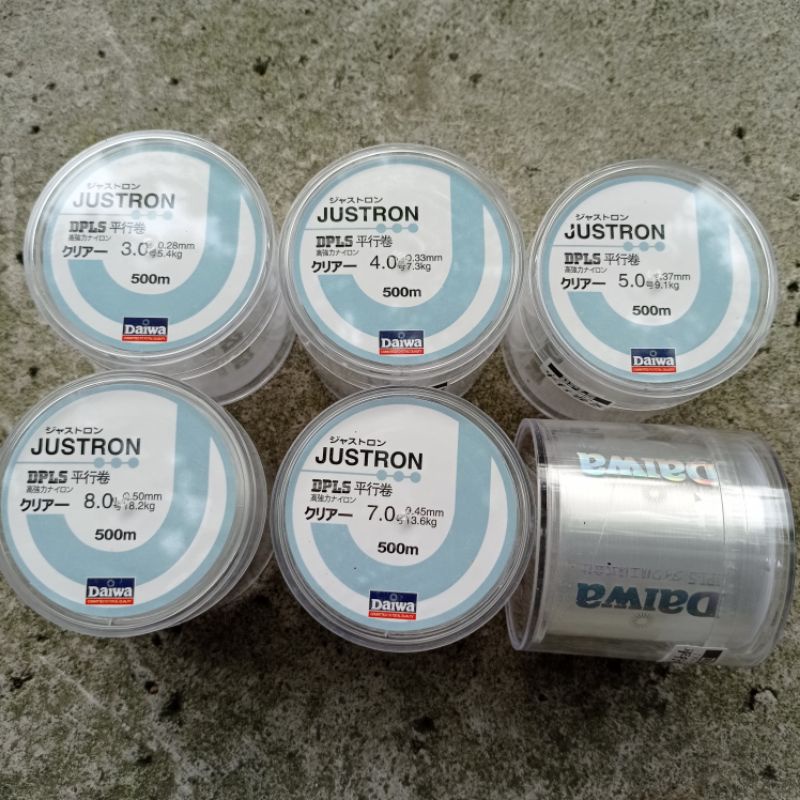 ジャストロン
JUSTRON
DPLS 平行巻
高強力ナイロン
クリアー 3.0号 0.28mm
5.4kg
500m
Daiwa
ジャストロン
JUSTRON
DPLS 平行巻
高強力ナイロン
クリアー 4.0号 0.33mm
7.3kg
500m
Daiwa
ジャストロン
JUSTRON
DPLS 平行巻
高強力ナイロン
クリアー 5.0号 .37mm
9.1kg
500m
Daiwa
ジャストロン
JUSTRON
DPLS 平行巻
高強力ナイロン
クリアー 8.0号 0.50mm
18.2kg
500m
Daiwa
ジャストロン
JUSTRON
DPLS 平行巻
高強力ナイロン
クリアー 7.0号 0.45mm
13.6kg
500m
Daiwa
Daiwa
Daiwa